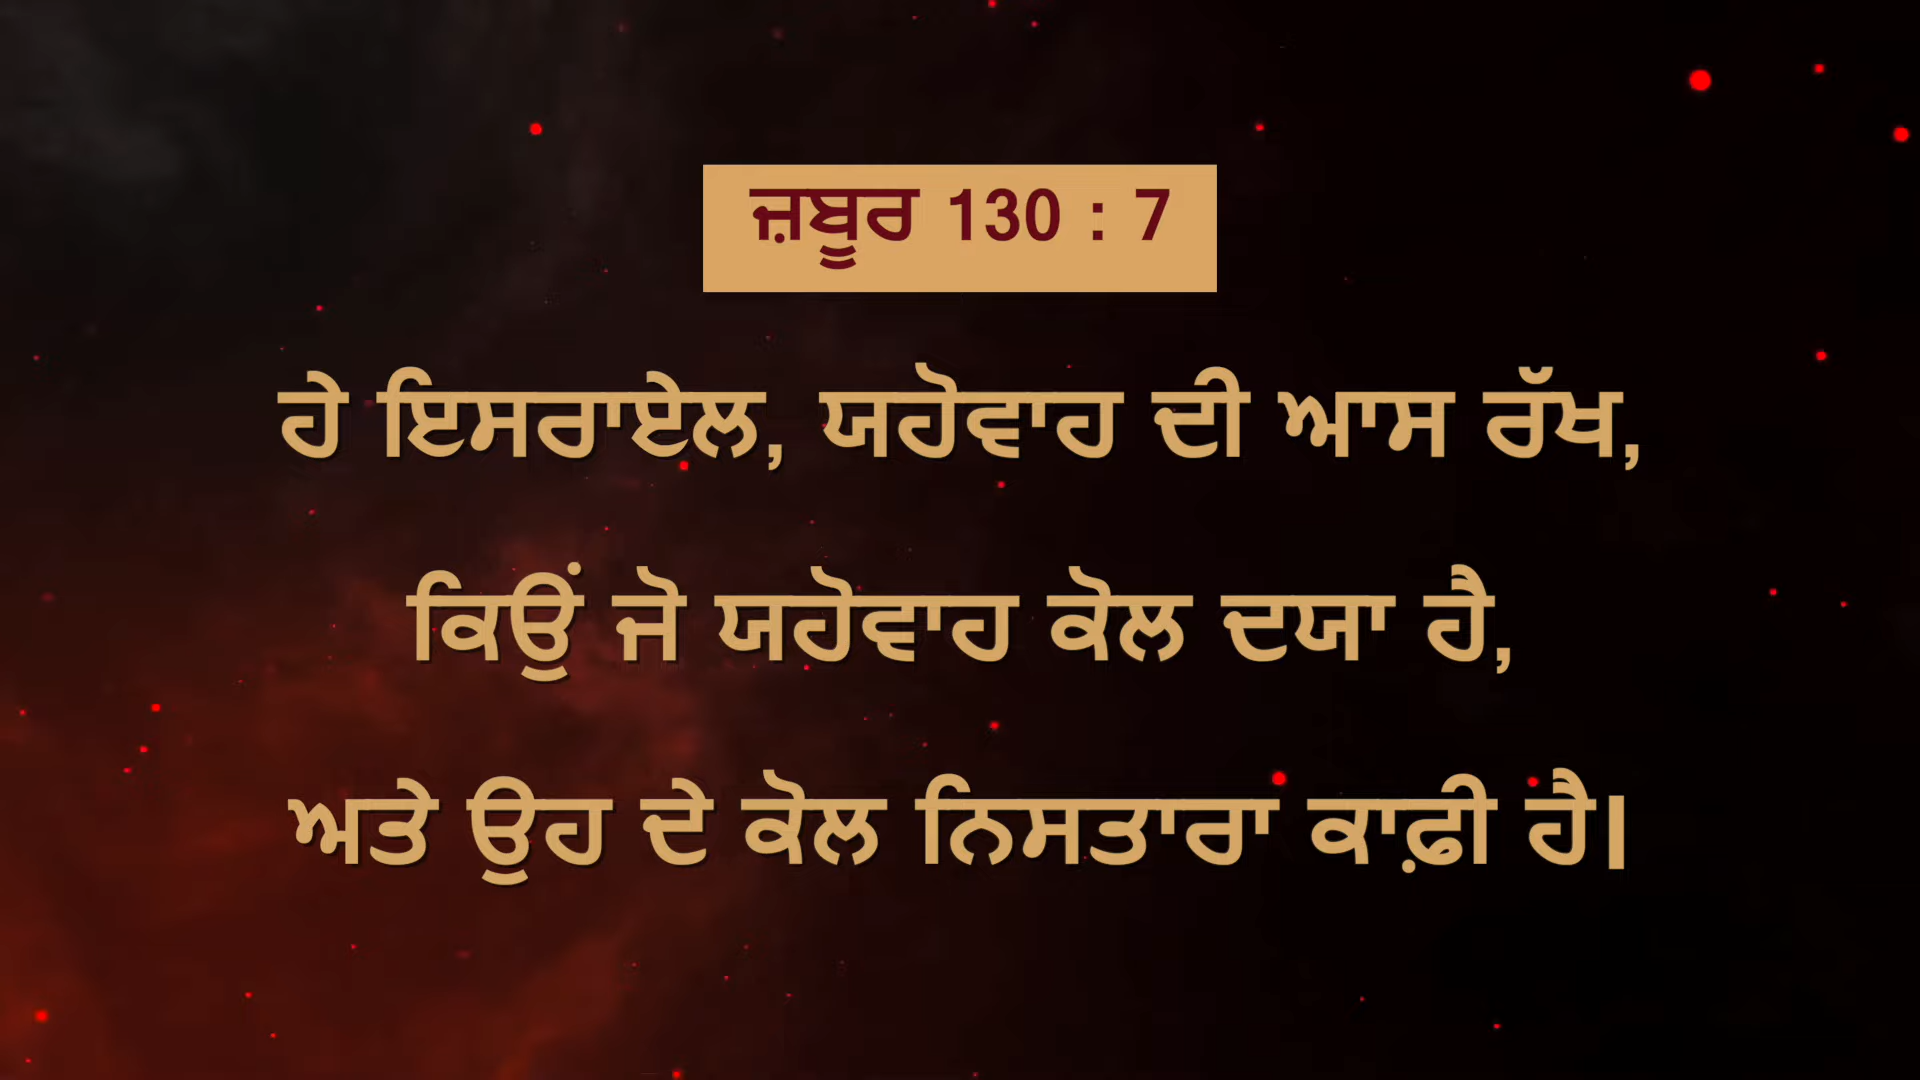 ਜ਼ਬੂਰ 130 : 7
ਹੇ ਇਸਰਾਏਲ, ਯਹੋਵਾਹ ਦੀ ਆਸ ਰੱਖ,
ਕਿਉਂ ਜੋ ਯਹੋਵਾਹ ਕੋਲ ਦਯਾ ਹੈ,
ਅਤੇ ਉਹ ਦੇ ਕੋਲ ਨਿਸਤਾਰਾ ਕਾਫ਼ੀ ਹੈ।